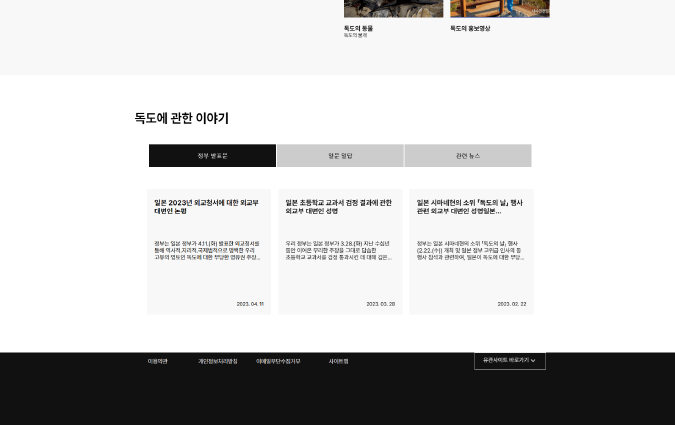 독도의 동물
독도의 물개
독도의 홍보영상
독도에 관한 이야기
정부 발표문
일문 일답
관련 뉴스
일본 2023년 외교청서에 대한 외교부
대변인 논평
정부는 일본 정부가 4.11.(화) 발표한 외교청서를
통해 역사적,지리적,국제법적으로 명백한 우리
고유의 영토인 독도에 대한 부당한 영유권 주장...
2023. 04. 11
일본 초등학교 교과서 검정 결과에 관한
외교부 대변인 성명
우리 정부는 일본 정부가 3.28.(화) 지난 수십년
동안 이어온 무리한 주장을 그대로 답습한
초등학교 교과서를 검정 통과시킨 데 대해 깊은...
2023. 03. 28
일본 시마네현의 소위 「독도의 날」 행사
관련 외교부 대변인 성명일본...
정부는 일본 시마네현의 소위 '독도의 날」 행사
(2.22.(수)) 개최 및 일본 정부 고위급 인사의 동
행사 참석과 관련하여, 일본이 독도에 대한 부당...
2023. 02. 22
이용약관
개인정보처리방침
이메일무단수집거부
사이트맵
유관사이트 바로가기